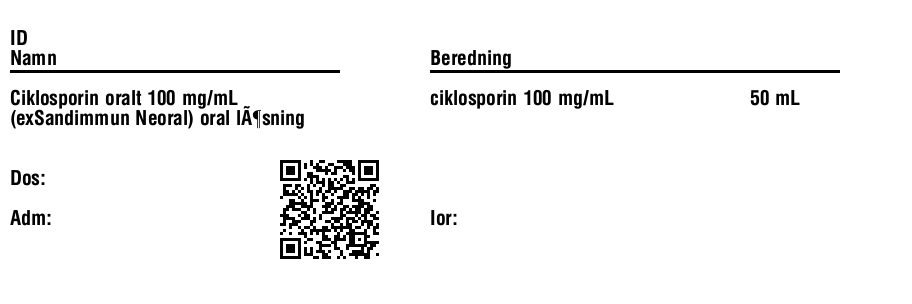 ID
Namn
Beredning
Ciklosporin oralt 100 mg/mL
(exSandimmun Neoral) oral lÃ¶sning
ciklosporin 100 mg/mL 50 mL
Dos:
Adm:
Ior: